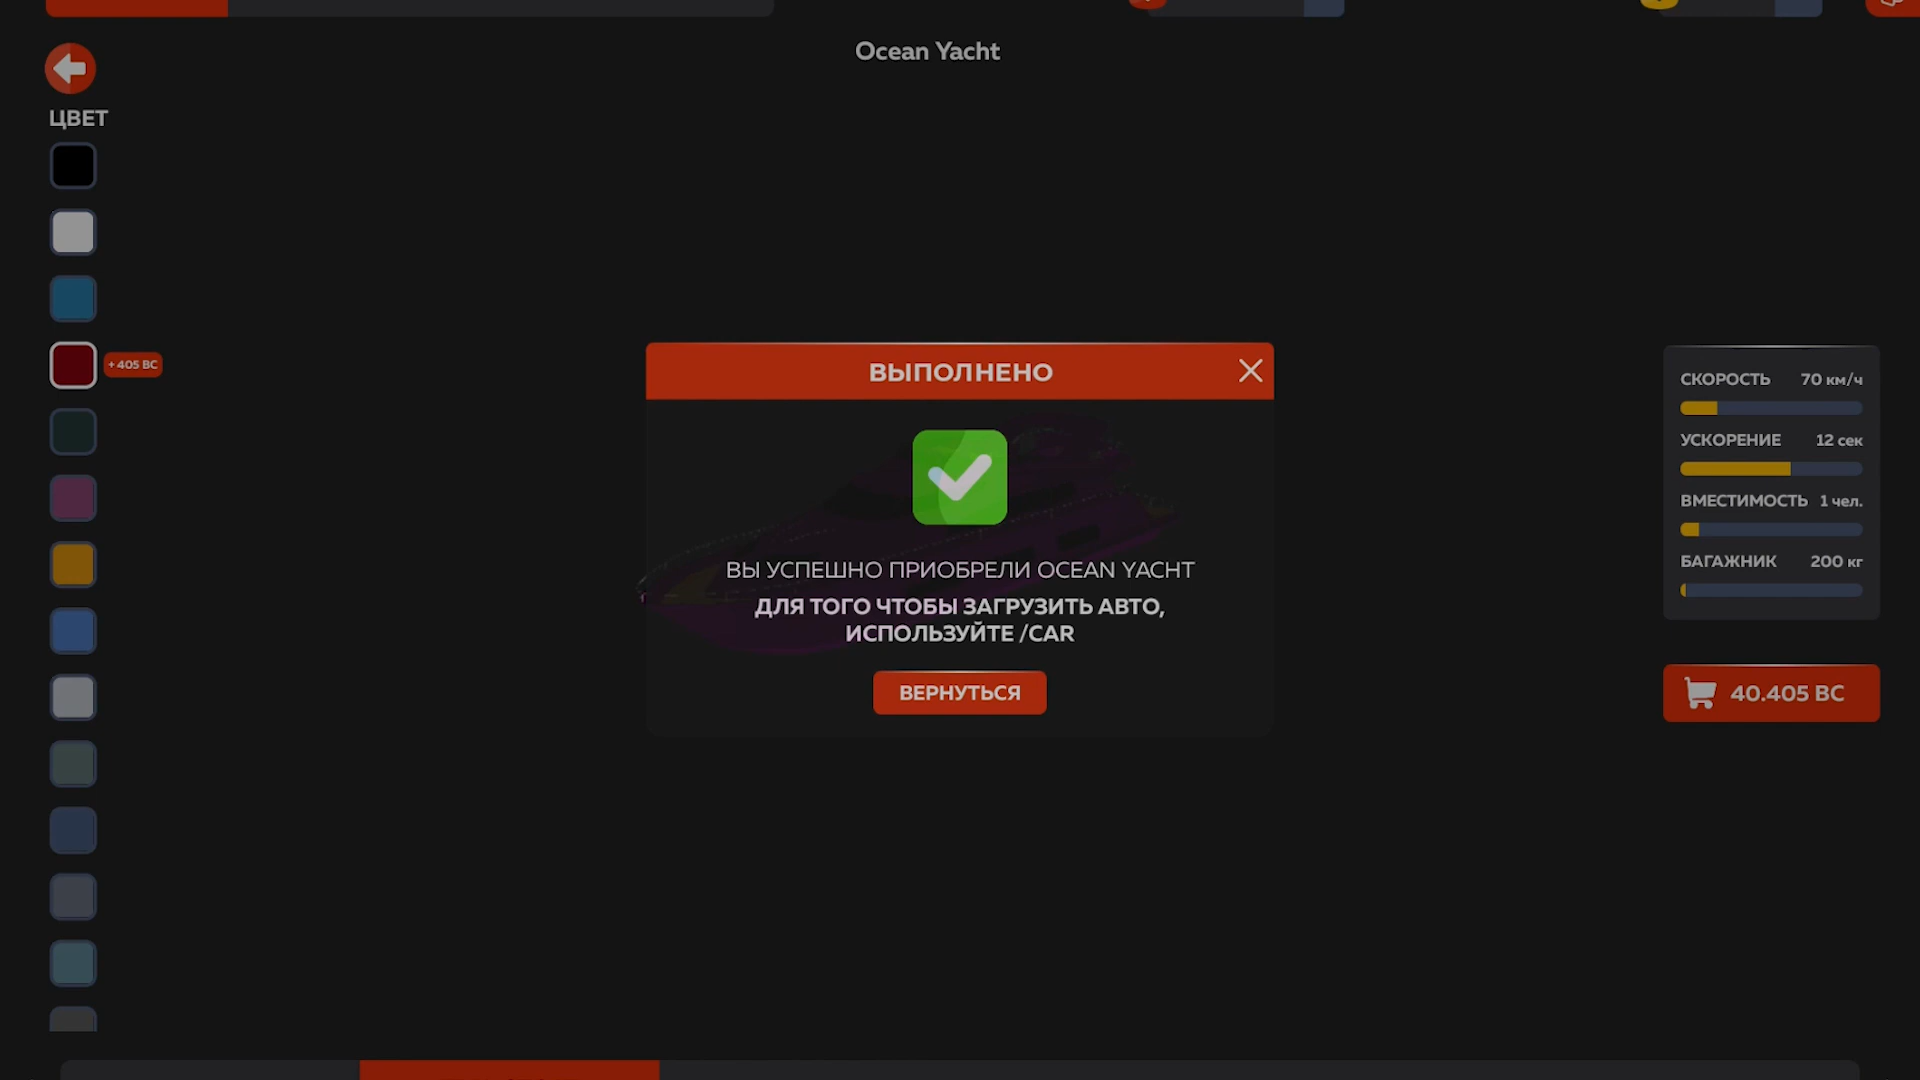 Ocean Yacht
ЦВЕТ
+ 405 BC
ВЫПОЛНЕНО
ВЫ УСПЕШНО ПРИОБРЕЛИ OCEAN YACHT
ДЛЯ ТОГО ЧТОБЫ ЗАГРУЗИТЬ АВТО,
ИСПОЛЬЗУЙТЕ /CAR
ВЕРНУТЬСЯ
СКОРОСТЬ 70 км/ч
УСКОРЕНИЕ 12 сек
ВМЕСТИМОСТЬ 1 чел.
БАГАЖНИК 200 кг
40.405 BC